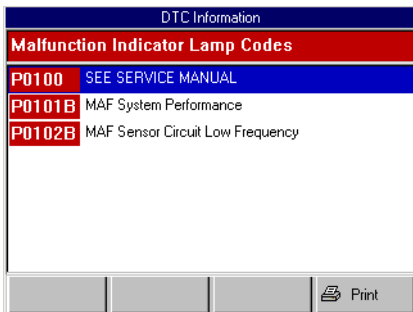 DTC Information
Malfunction Indicator Lamp Codes
P0100 SEE SERVICE MANUAL
P0101B MAF System Performance
P0102B MAF Sensor Circuit Low Frequency
Print